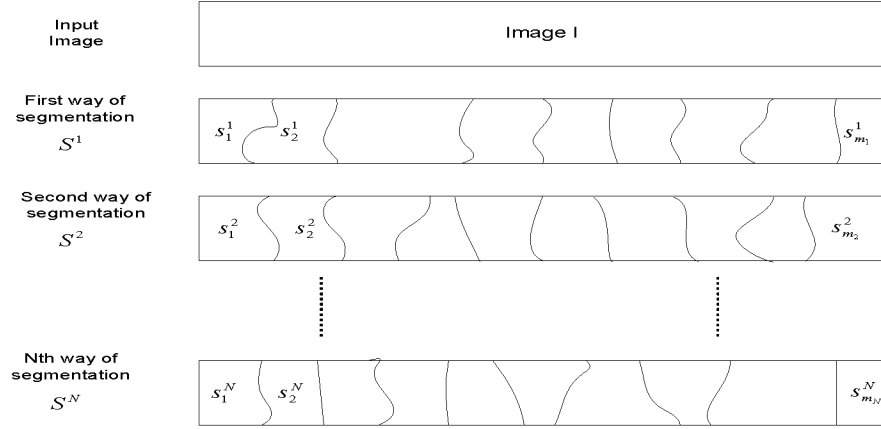 Input
Image
Image I
First way of
segmentation
S^1
s_1^1 s_2^1 s_{m_1}^1
Second way of
segmentation
S^2
s_1^2 s_2^2 s_{m_2}^2
Nth way of
segmentation
S^N
s_1^N s_2^N s_{m_N}^N